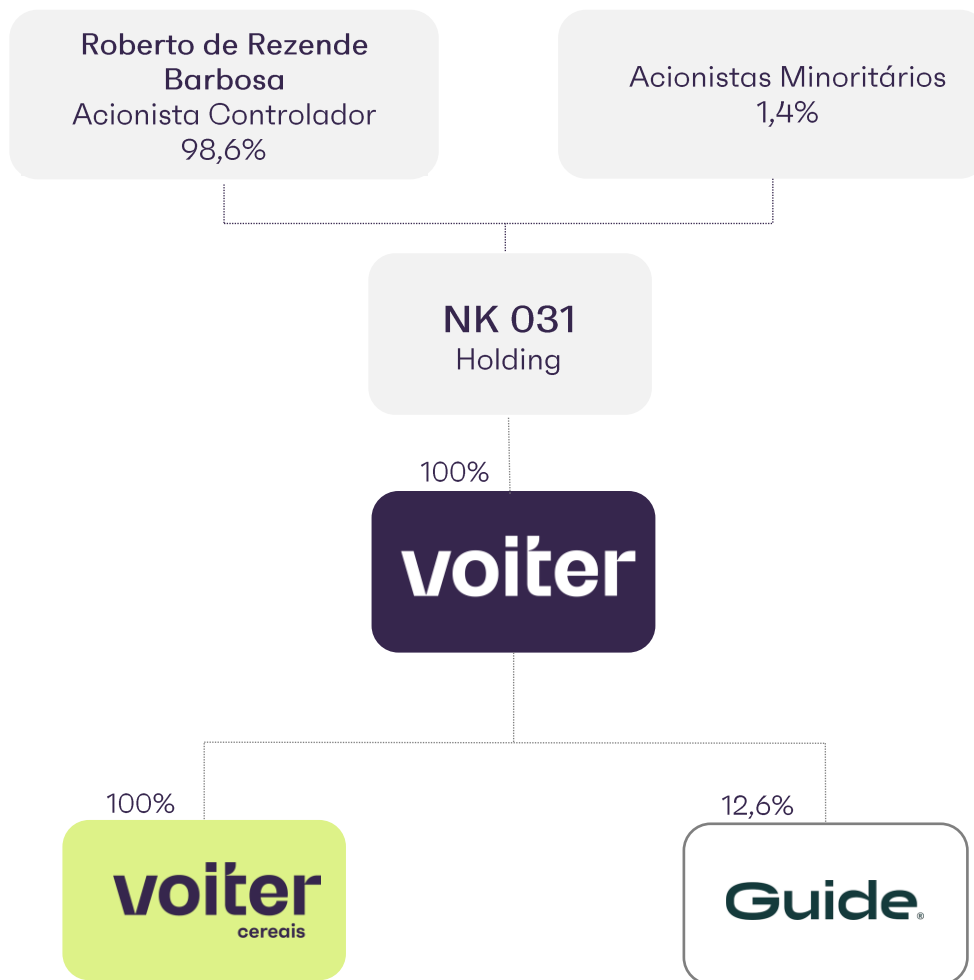 Roberto de Rezende
Barbosa
Acionista Controlador
98,6%
Acionistas Minoritários
1,4%
NK 031
Holding
100%
voiter
100%
12,6%
voiter
cereais
Guide®